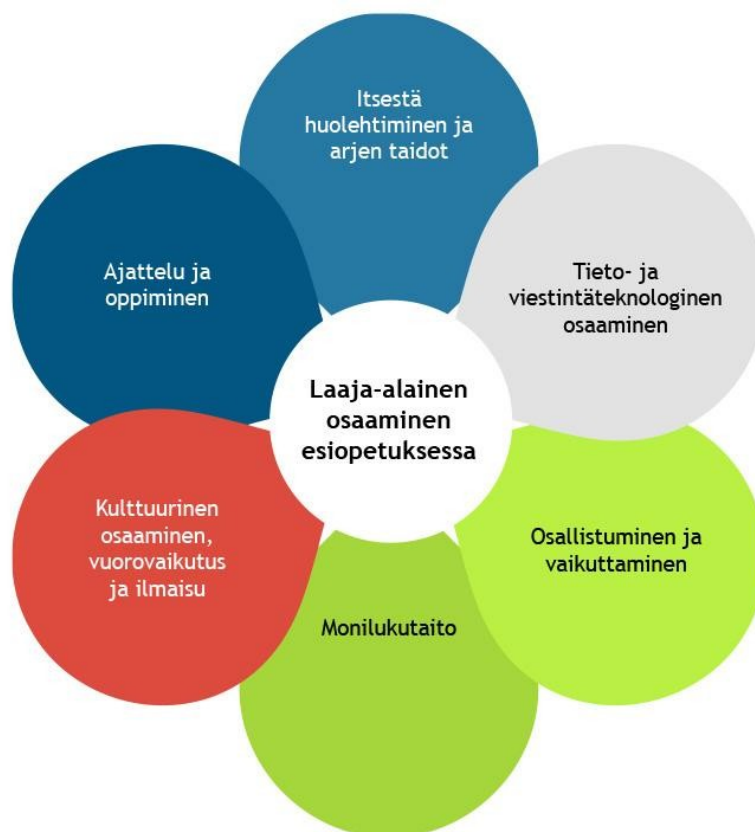 Itsestä
huolehtiminen ja
arjen taidot
Ajattelu ja
oppiminen
Tieto- ja
viestintäteknologinen
osaaminen
Laaja-alainen
osaaminen
esiopetuksessa
Kulttuurinen
osaaminen,
vuorovaikutus
ja ilmaisu
Osallistuminen ja
vaikuttaminen
Monilukutaito